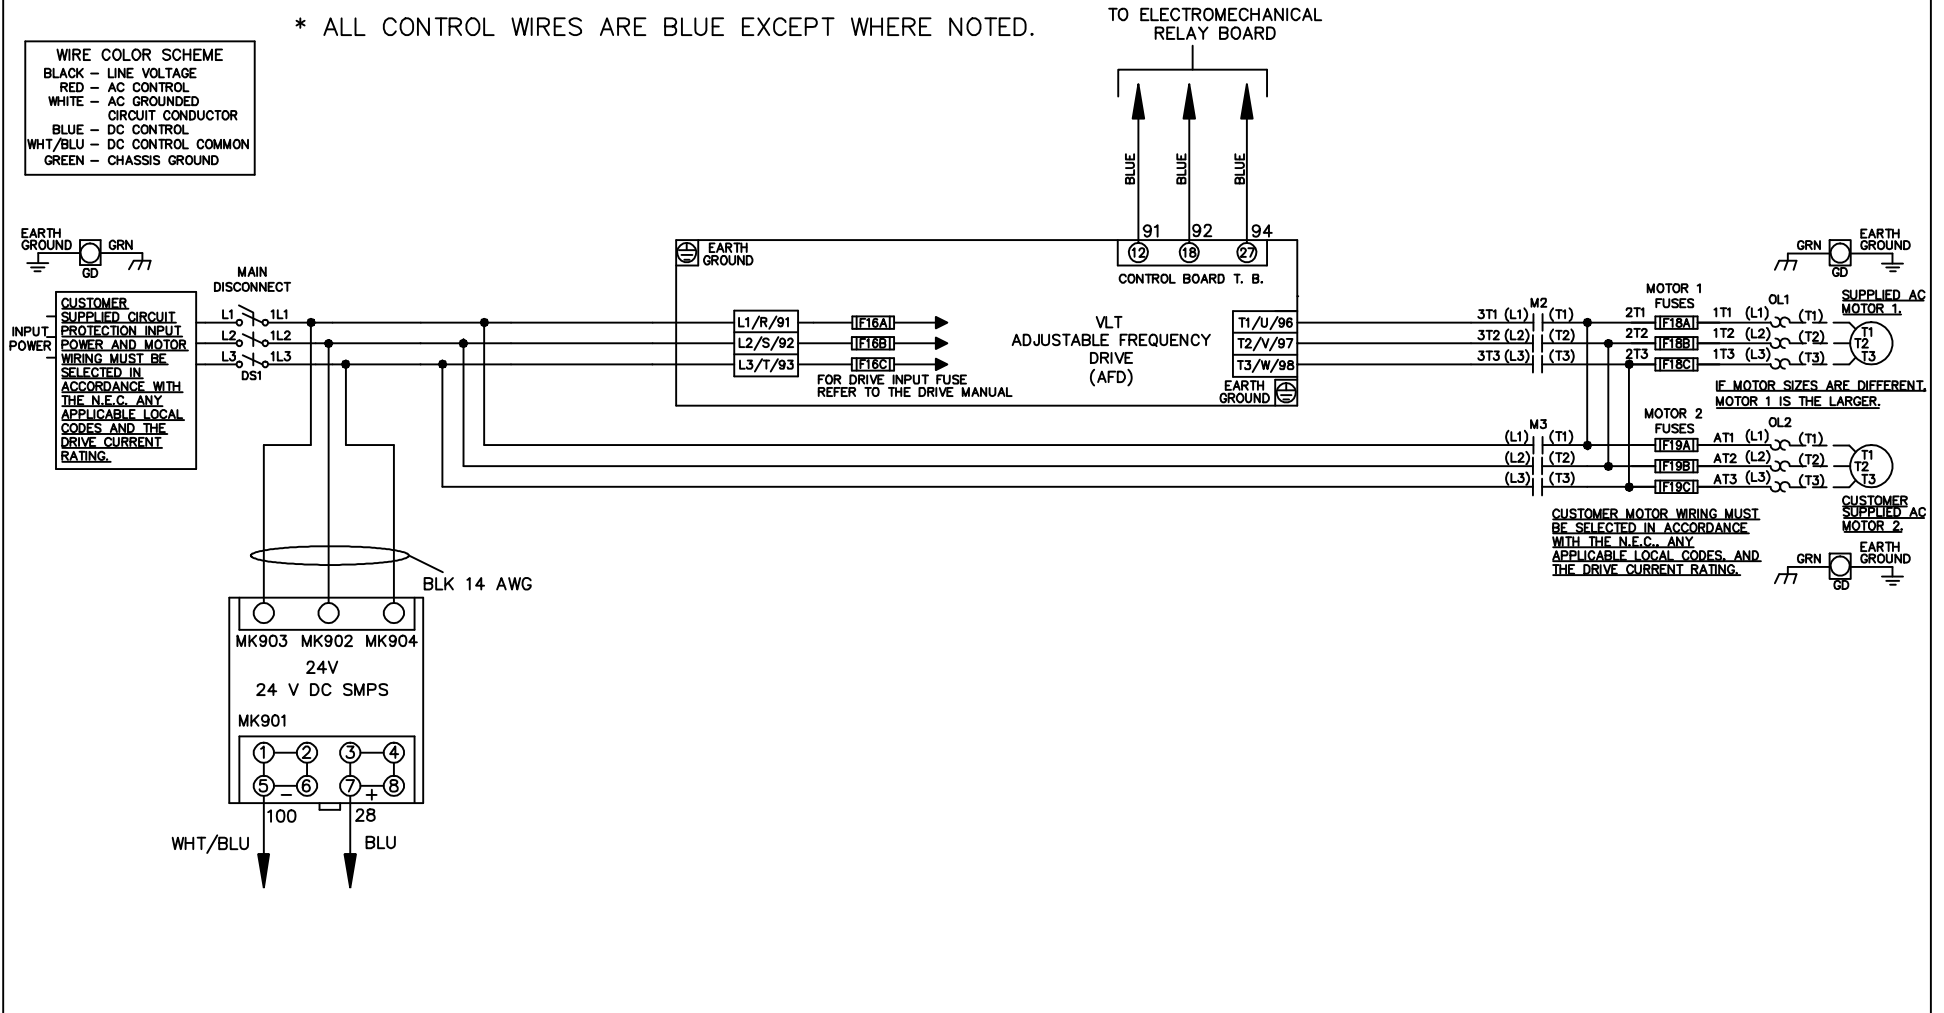 * ALL CONTROL WIRES ARE BLUE EXCEPT WHERE NOTED.
TO ELECTROMECHANICAL
RELAY BOARD
WIRE COLOR SCHEME
BLACK – LINE VOLTAGE
RED – AC CONTROL
WHITE – AC GROUNDED
CIRCUIT CONDUCTOR
BLUE – DC CONTROL
WHT/BLU – DC CONTROL COMMON
GREEN – CHASSIS GROUND
BLUE
BLUE
BLUE
91 92 94
12 18 27
CONTROL BOARD T. B.
EARTH
GROUND
GRN
GD
MAIN
DISCONNECT
INPUT
POWER
CUSTOMER
SUPPLIED CIRCUIT
PROTECTION INPUT
POWER AND MOTOR
WIRING MUST BE
SELECTED IN
ACCORDANCE WITH
THE N.E.C. ANY
APPLICABLE LOCAL
CODES AND THE
DRIVE CURRENT
RATING.
L1 1L1
L2 1L2
L3 1L3
DS1
EARTH
GROUND
L1/R/91 F16A
L2/S/92 F16B
L3/T/93 F16C
FOR DRIVE INPUT FUSE
REFER TO THE DRIVE MANUAL
VLT
ADJUSTABLE FREQUENCY
DRIVE
(AFD)
T1/U/96
T2/V/97
T3/W/98
EARTH
GROUND
M2
3T1 (L1) (T1)
3T2 (L2) (T2)
3T3 (L3) (T3)
MOTOR 1
FUSES
OL1
2T1 F18A 1T1 (L1) (T1)
2T2 F18B 1T2 (L2) (T2)
2T3 F18C 1T3 (L3) (T3)
GRN
EARTH
GROUND
GD
SUPPLIED AC
MOTOR 1.
T1
T2
T3
IF MOTOR SIZES ARE DIFFERENT,
MOTOR 1 IS THE LARGER.
M3
(L1) (T1)
(L2) (T2)
(L3) (T3)
MOTOR 2
FUSES
OL2
F19A AT1 (L1) (T1)
F19B AT2 (L2) (T2)
F19C AT3 (L3) (T3)
T1
T2
T3
CUSTOMER
SUPPLIED AC
MOTOR 2.
CUSTOMER MOTOR WIRING MUST
BE SELECTED IN ACCORDANCE
WITH THE N.E.C., ANY
APPLICABLE LOCAL CODES, AND
THE DRIVE CURRENT RATING.
GRN
EARTH
GROUND
GD
BLK 14 AWG
MK903 MK902 MK904
24V
24 V DC SMPS
MK901
1 2 3 4
5 – 6 7 + 8
100 28
WHT/BLU BLU